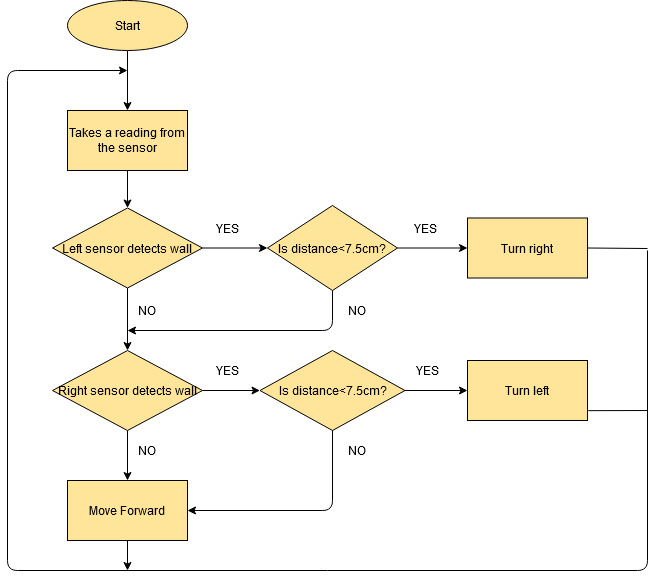 Start
Takes a reading from
the sensor
Left sensor detects wall
YES
Is distance<7.5cm?
YES
Turn right
NO
NO
Right sensor detects wall
YES
Is distance<7.5cm?
YES
Turn left
NO
NO
Move Forward